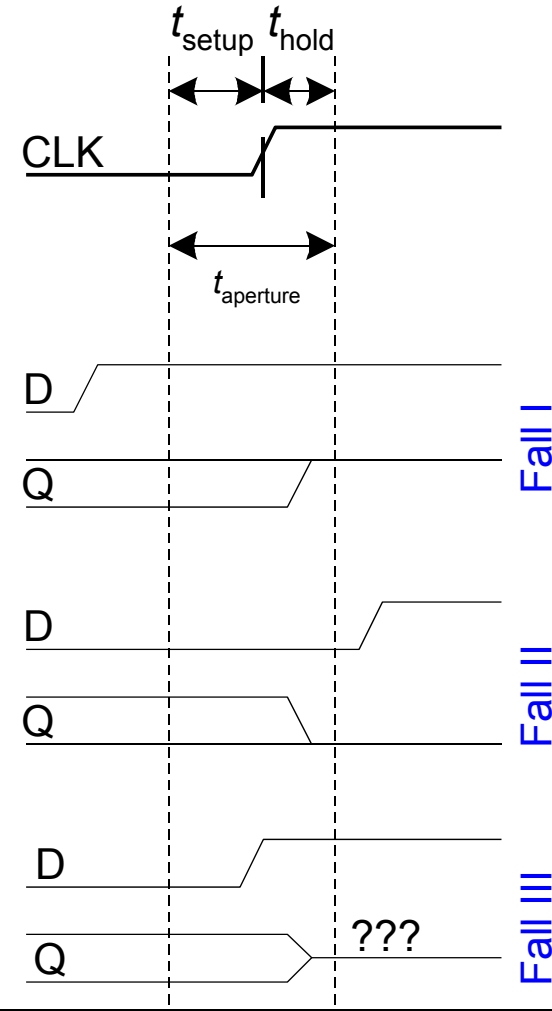 tsetup thold
CLK
taperture
D
Q
Fall I
D
Q
Fall II
D
Q
???
Fall III